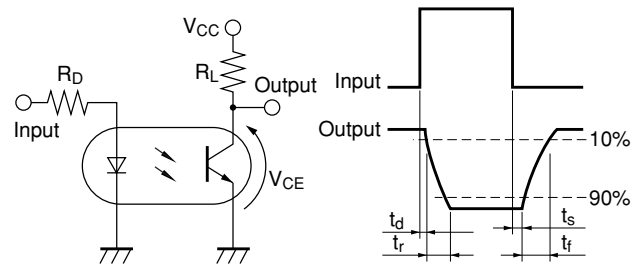 V_CC
R_D
R_L
Output
Input
V_CE
Input
Output
10%
90%
t_d
t_s
t_r
t_f